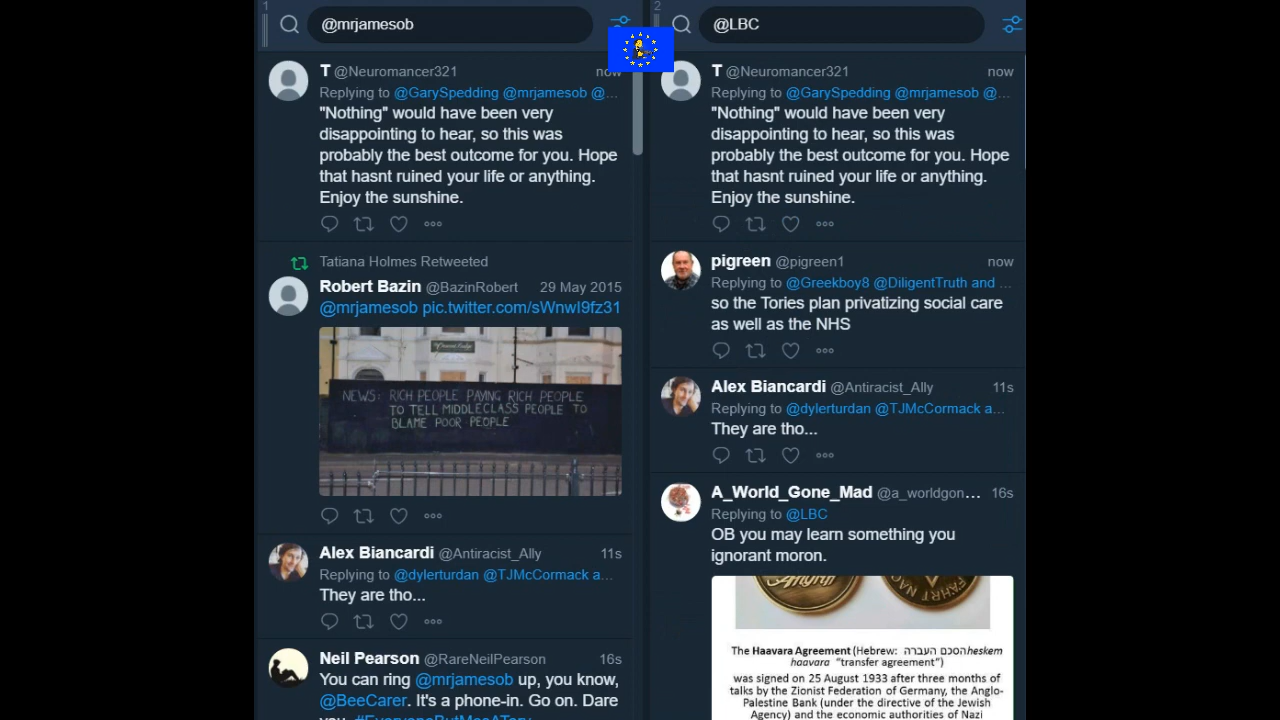 1
@mrjamesob
T @Neuromancer321 now
Replying to @GarySpedding @mrjamesob @...
"Nothing" would have been very
disappointing to hear, so this was
probably the best outcome for you. Hope
that hasnt ruined your life or anything.
Enjoy the sunshine.
Tatiana Holmes Retweeted
Robert Bazin @BazinRobert 29 May 2015
@mrjamesob pic.twitter.com/sWnwI9fz31
NEWS: RICH PEOPLE PAYING RICH PEOPLE
TO TELL MIDDLECLASS PEOPLE TO
BLAME POOR PEOPLE
Alex Biancardi @Antiracist_Ally 11s
Replying to @dylerturdan @TJMcCormack a...
They are tho...
Neil Pearson @RareNeilPearson 16s
You can ring @mrjamesob up, you know,
@BeeCarer. It's a phone-in. Go on. Dare
you. #EveryoneButMeATory
2
@LBC
T @Neuromancer321 now
Replying to @GarySpedding @mrjamesob @...
"Nothing" would have been very
disappointing to hear, so this was
probably the best outcome for you. Hope
that hasnt ruined your life or anything.
Enjoy the sunshine.
pigreen @pigreen1 now
Replying to @Greekboy8 @DiligentTruth and ...
so the Tories plan privatizing social care
as well as the NHS
Alex Biancardi @Antiracist_Ally 11s
Replying to @dylerturdan @TJMcCormack a...
They are tho...
A_World_Gone_Mad @a_worldgon... 16s
Replying to @LBC
OB you may learn something you
ignorant moron.
Angriff
FÄHRT NAC
The Haavara Agreement (Hebrew: הסכם העברה heskem
haavara "transfer agreement")
was signed on 25 August 1933 after three months of
talks by the Zionist Federation of Germany, the Anglo-
Palestine Bank (under the directive of the Jewish
Agency) and the economic authorities of Nazi